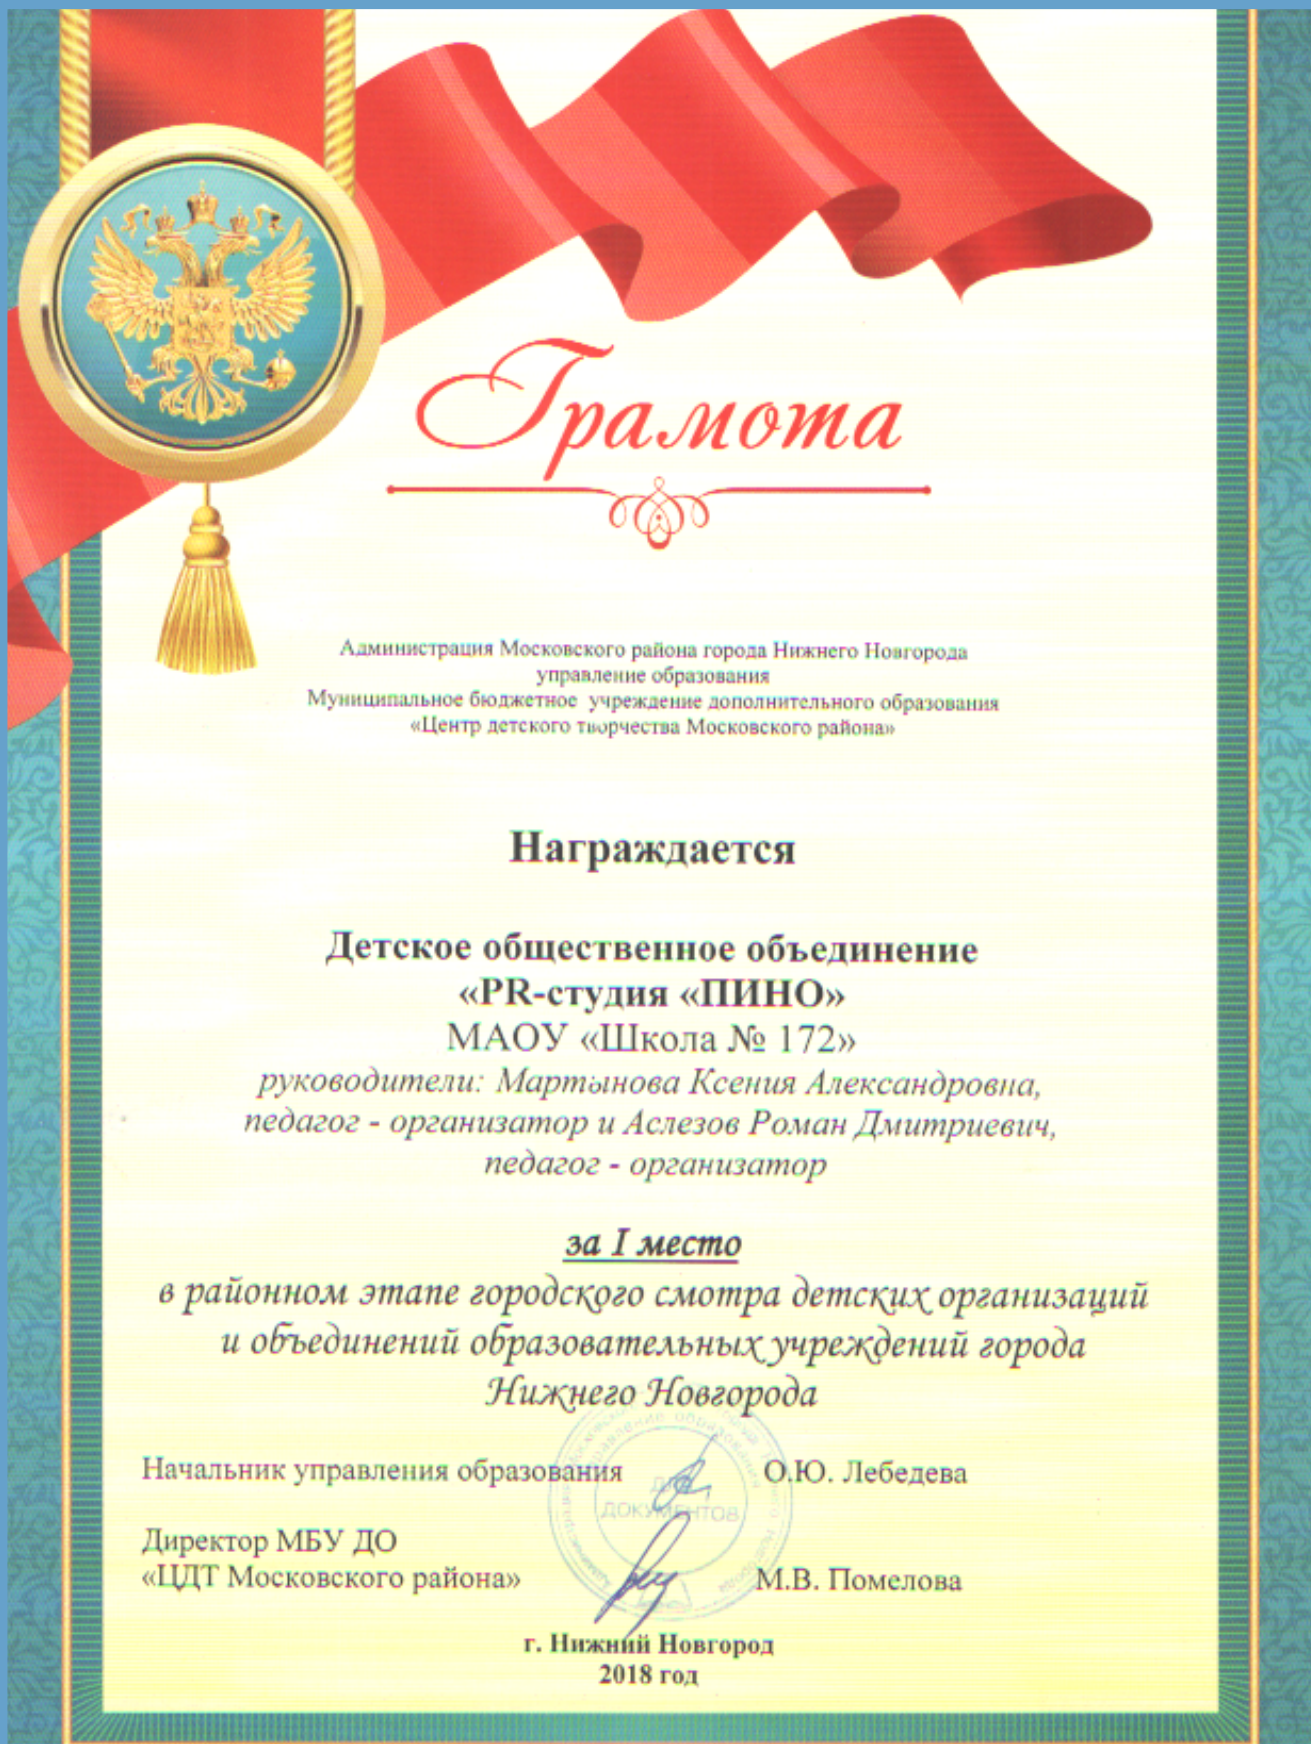 Грамота
Администрация Московского района города Нижнего Новгорода
управление образования
Муниципальное бюджетное учреждение дополнительного образования
«Центр детского творчества Московского района»
Награждается
Детское общественное объединение
«PR-студия «ПИНО»
МАОУ «Школа № 172»
руководители: Мартынова Ксения Александровна,
педагог - организатор и Аслезов Роман Дмитриевич,
педагог - организатор
за I место
в районном этапе городского смотра детских организаций
и объединений образовательных учреждений города
Нижнего Новгорода
Начальник управления образования О.Ю. Лебедева
ДЛЯ
ДОКУМЕНТОВ
Директор МБУ ДО
«ЦДТ Московского района» М.В. Помелова
г. Нижний Новгород
2018 год